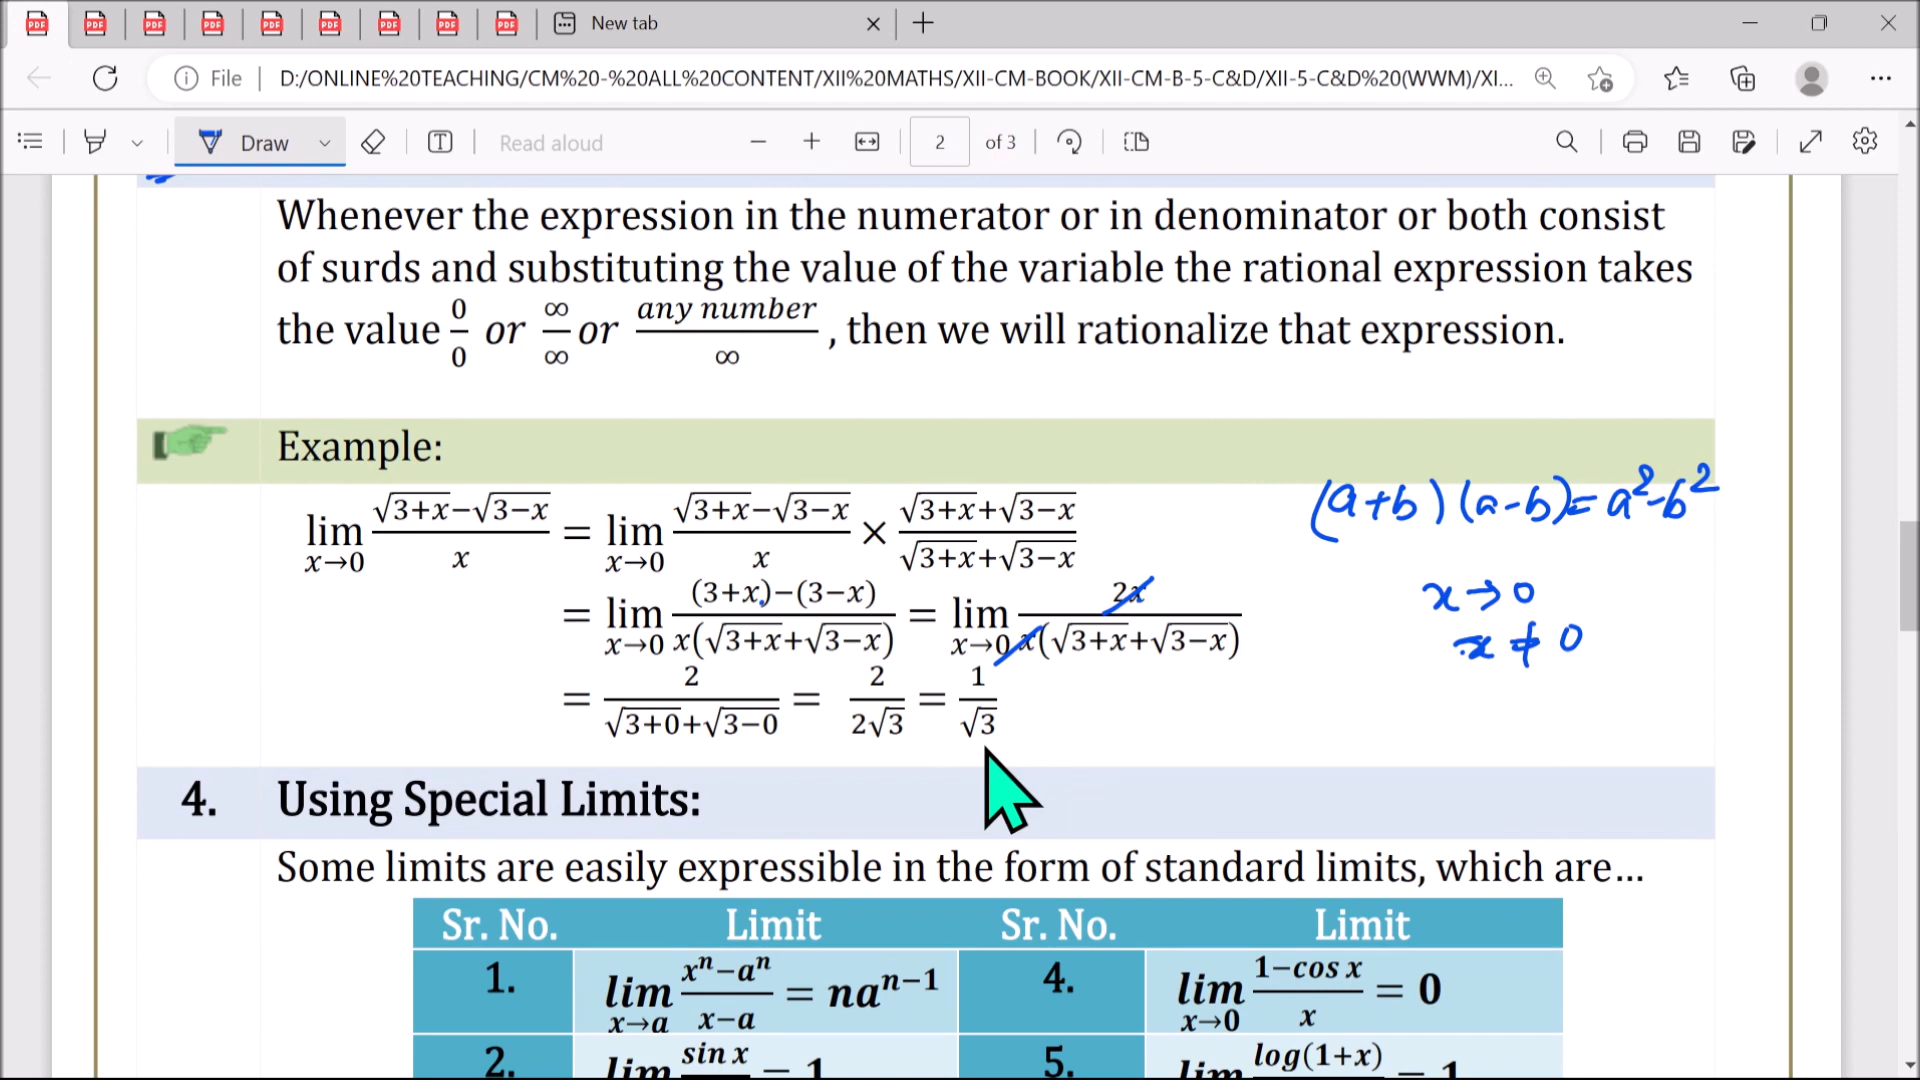 New tab
File D:/ONLINE%20TEACHING/CM%20-%20ALL%20CONTENT/XII%20MATHS/XII-CM-BOOK/XII-CM-B-5-C&D/XII-5-C&D%20(WWM)/XI...
Draw T Read aloud 2 of 3
Whenever the expression in the numerator or in denominator or both consist
of surds and substituting the value of the variable the rational expression takes
the value 0/0 or ∞/∞ or any number/∞ , then we will rationalize that expression.
Example:
(a+b)(a-b)=a²-b²
lim x→0 (√3+x−√3−x)/x = lim x→0 (√3+x−√3−x)/x × (√3+x+√3−x)/(√3+x+√3−x)
x→0
= lim x→0 ((3+x)−(3−x))/(x(√3+x+√3−x)) = lim x→0 2x/(x(√3+x+√3−x))
x ≠ 0
= 2/(√3+0+√3−0) = 2/(2√3) = 1/√3
4. Using Special Limits:
Some limits are easily expressible in the form of standard limits, which are...
Sr. No. Limit Sr. No. Limit
1. lim x→a (xⁿ−aⁿ)/(x−a) = naⁿ⁻¹ 4. lim x→0 (1−cos x)/x = 0
2. lim sin x = 1 5. lim log(1+x) = 1